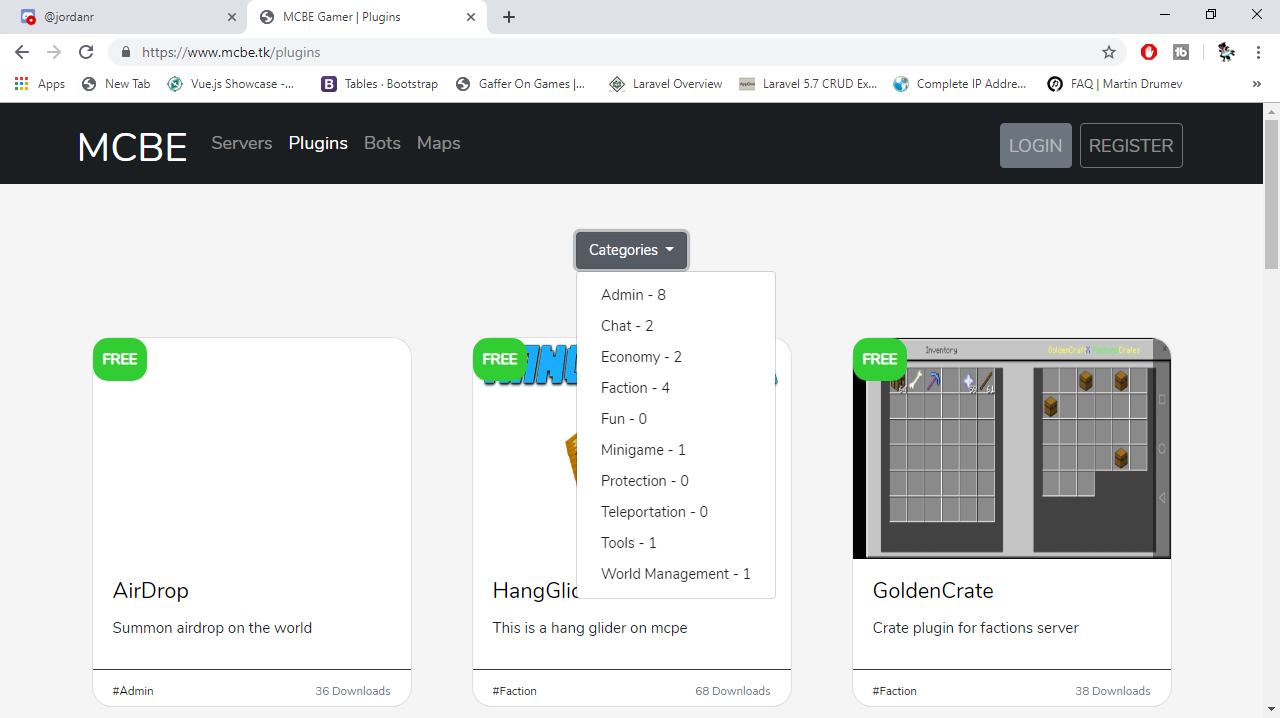 @jordanr
MCBE Gamer | Plugins
https://www.mcbe.tk/plugins
Apps
New Tab
Vue.js Showcase -...
Tables · Bootstrap
Gaffer On Games |...
Laravel Overview
Laravel 5.7 CRUD Ex...
Complete IP Addre...
FAQ | Martin Drumev
»
MCBE
Servers
Plugins
Bots
Maps
LOGIN
REGISTER
Categories
Admin - 8
Chat - 2
Economy - 2
Faction - 4
Fun - 0
Minigame - 1
Protection - 0
Teleportation - 0
Tools - 1
World Management - 1
FREE
AirDrop
Summon airdrop on the world
#Admin
36 Downloads
FREE
HangGlid
This is a hang glider on mcpe
#Faction
68 Downloads
FREE
Inventory
GoldenCrate
Crate plugin for factions server
#Faction
38 Downloads